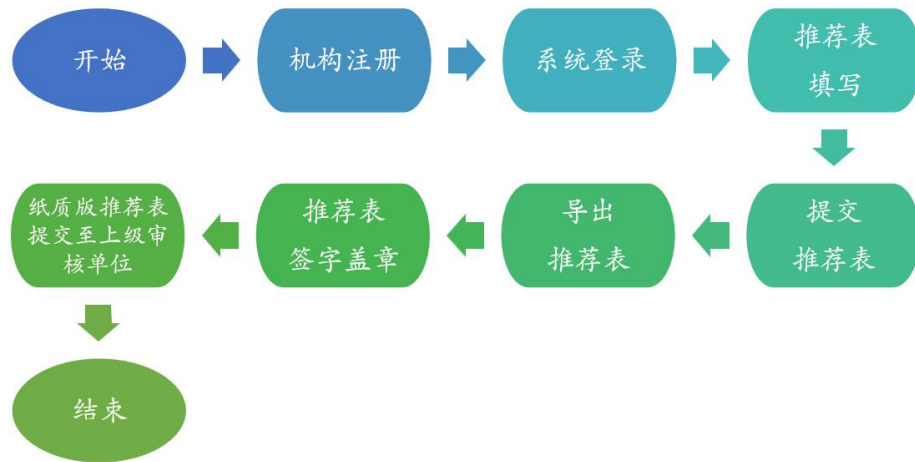 开始
机构注册
系统登录
推荐表
填写
提交
推荐表
导出
推荐表
推荐表
签字盖章
纸质版推荐表
提交至上级审
核单位
结束